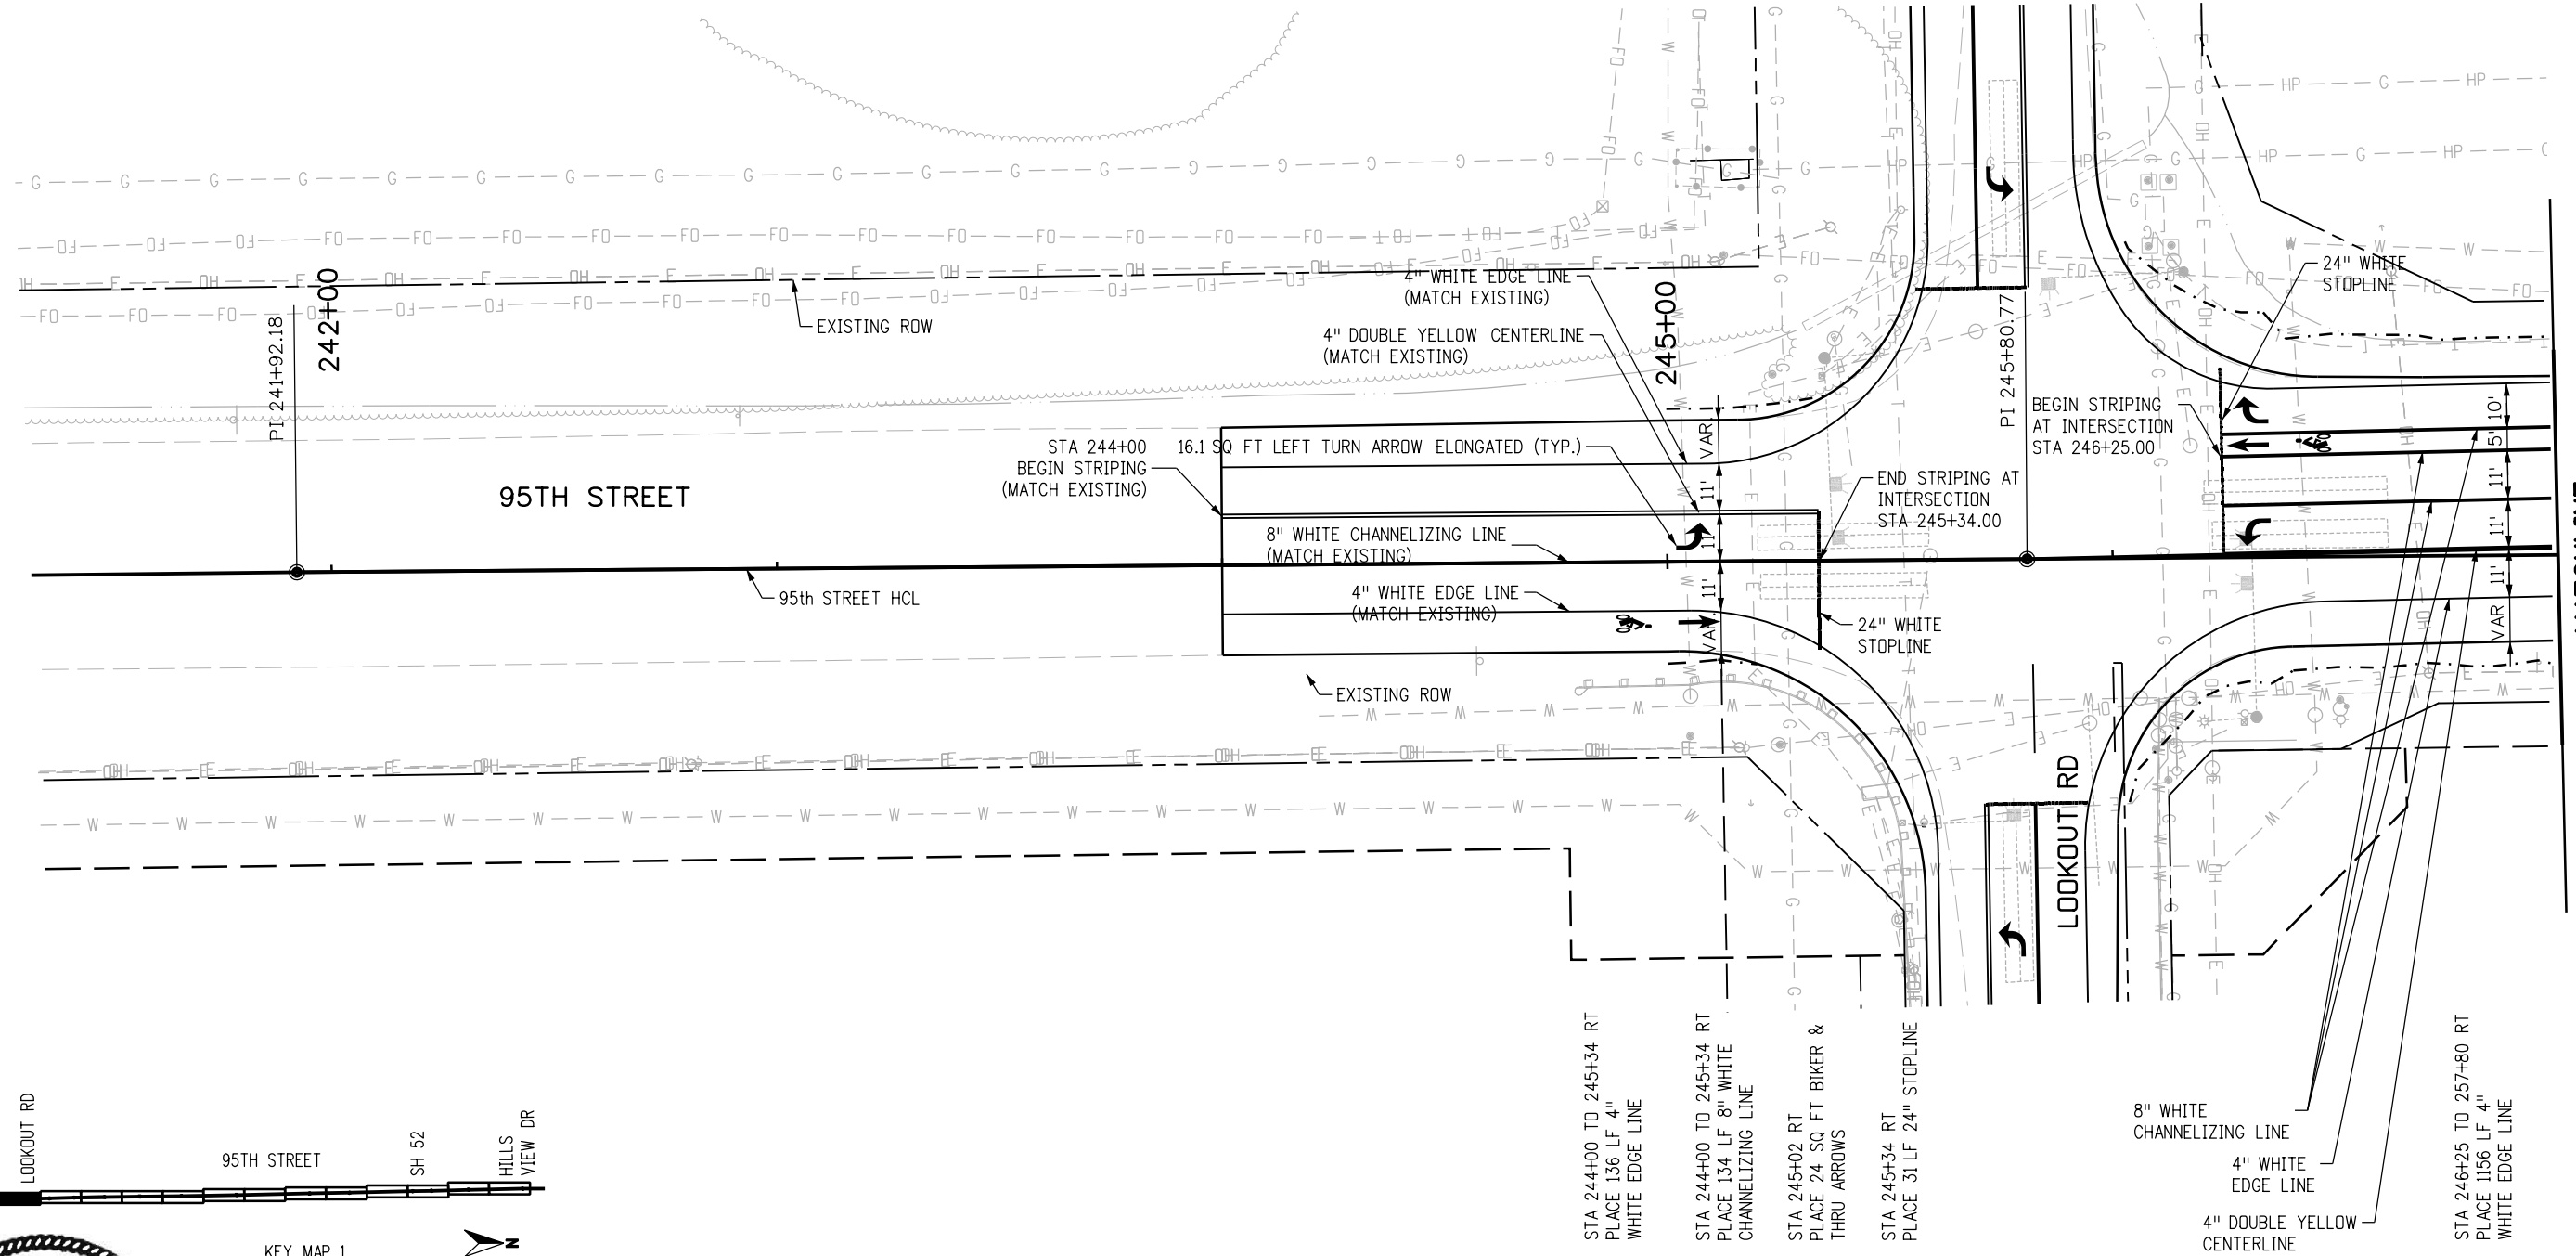 4" WHITE EDGE LINE
(MATCH EXISTING)
24" WHITE
STOPLINE
242+00
PI 241+92.18
EXISTING ROW
245+00
4" DOUBLE YELLOW CENTERLINE
(MATCH EXISTING)
PI 245+80.77
BEGIN STRIPING
AT INTERSECTION
STA 246+25.00
10'
5'
11'
11'
11'
VAR
STA 244+00
BEGIN STRIPING
(MATCH EXISTING)
16.1 SQ FT LEFT TURN ARROW ELONGATED (TYP.)
VAR.
11'
11'
11'
VAR.
END STRIPING AT
INTERSECTION
STA 245+34.00
95TH STREET
8" WHITE CHANNELIZING LINE
(MATCH EXISTING)
95th STREET HCL
4" WHITE EDGE LINE
(MATCH EXISTING)
24" WHITE
STOPLINE
EXISTING ROW
LOOKOUT RD
STA 244+00 TO 245+34 RT
PLACE 136 LF 4"
WHITE EDGE LINE
STA 244+00 TO 245+34 RT
PLACE 134 LF 8" WHITE
CHANNELIZING LINE
STA 245+02 RT
PLACE 24 SQ FT BIKER &
THRU ARROWS
STA 245+34 RT
PLACE 31 LF 24" STOPLINE
8" WHITE
CHANNELIZING LINE
4" WHITE
EDGE LINE
4" DOUBLE YELLOW
CENTERLINE
STA 246+25 TO 257+80 RT
PLACE 1156 LF 4"
WHITE EDGE LINE
LOOKOUT RD
95TH STREET
SH 52
HILLS
VIEW DR
KEY MAP 1
N